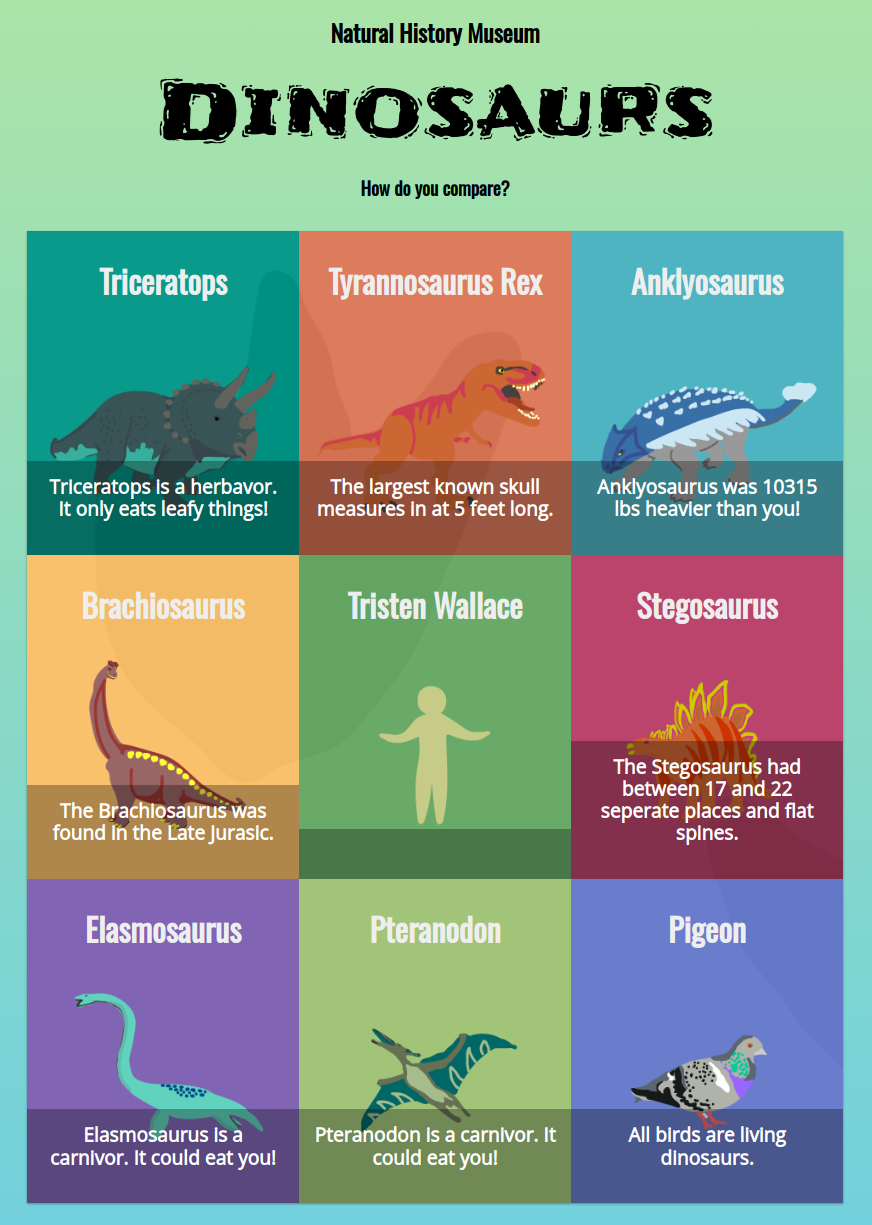 Natural History Museum
Dinosaurs
How do you compare?
Triceratops
Triceratops is a herbavor.
It only eats leafy things!
Tyrannosaurus Rex
The largest known skull
measures in at 5 feet long.
Anklyosaurus
Anklyosaurus was 10315
lbs heavier than you!
Brachiosaurus
The Brachiosaurus was
found in the Late Jurasic.
Tristen Wallace
Stegosaurus
The Stegosaurus had
between 17 and 22
seperate places and flat
spines.
Elasmosaurus
Elasmosaurus is a
carnivor. It could eat you!
Pteranodon
Pteranodon is a carnivor. It
could eat you!
Pigeon
All birds are living
dinosaurs.